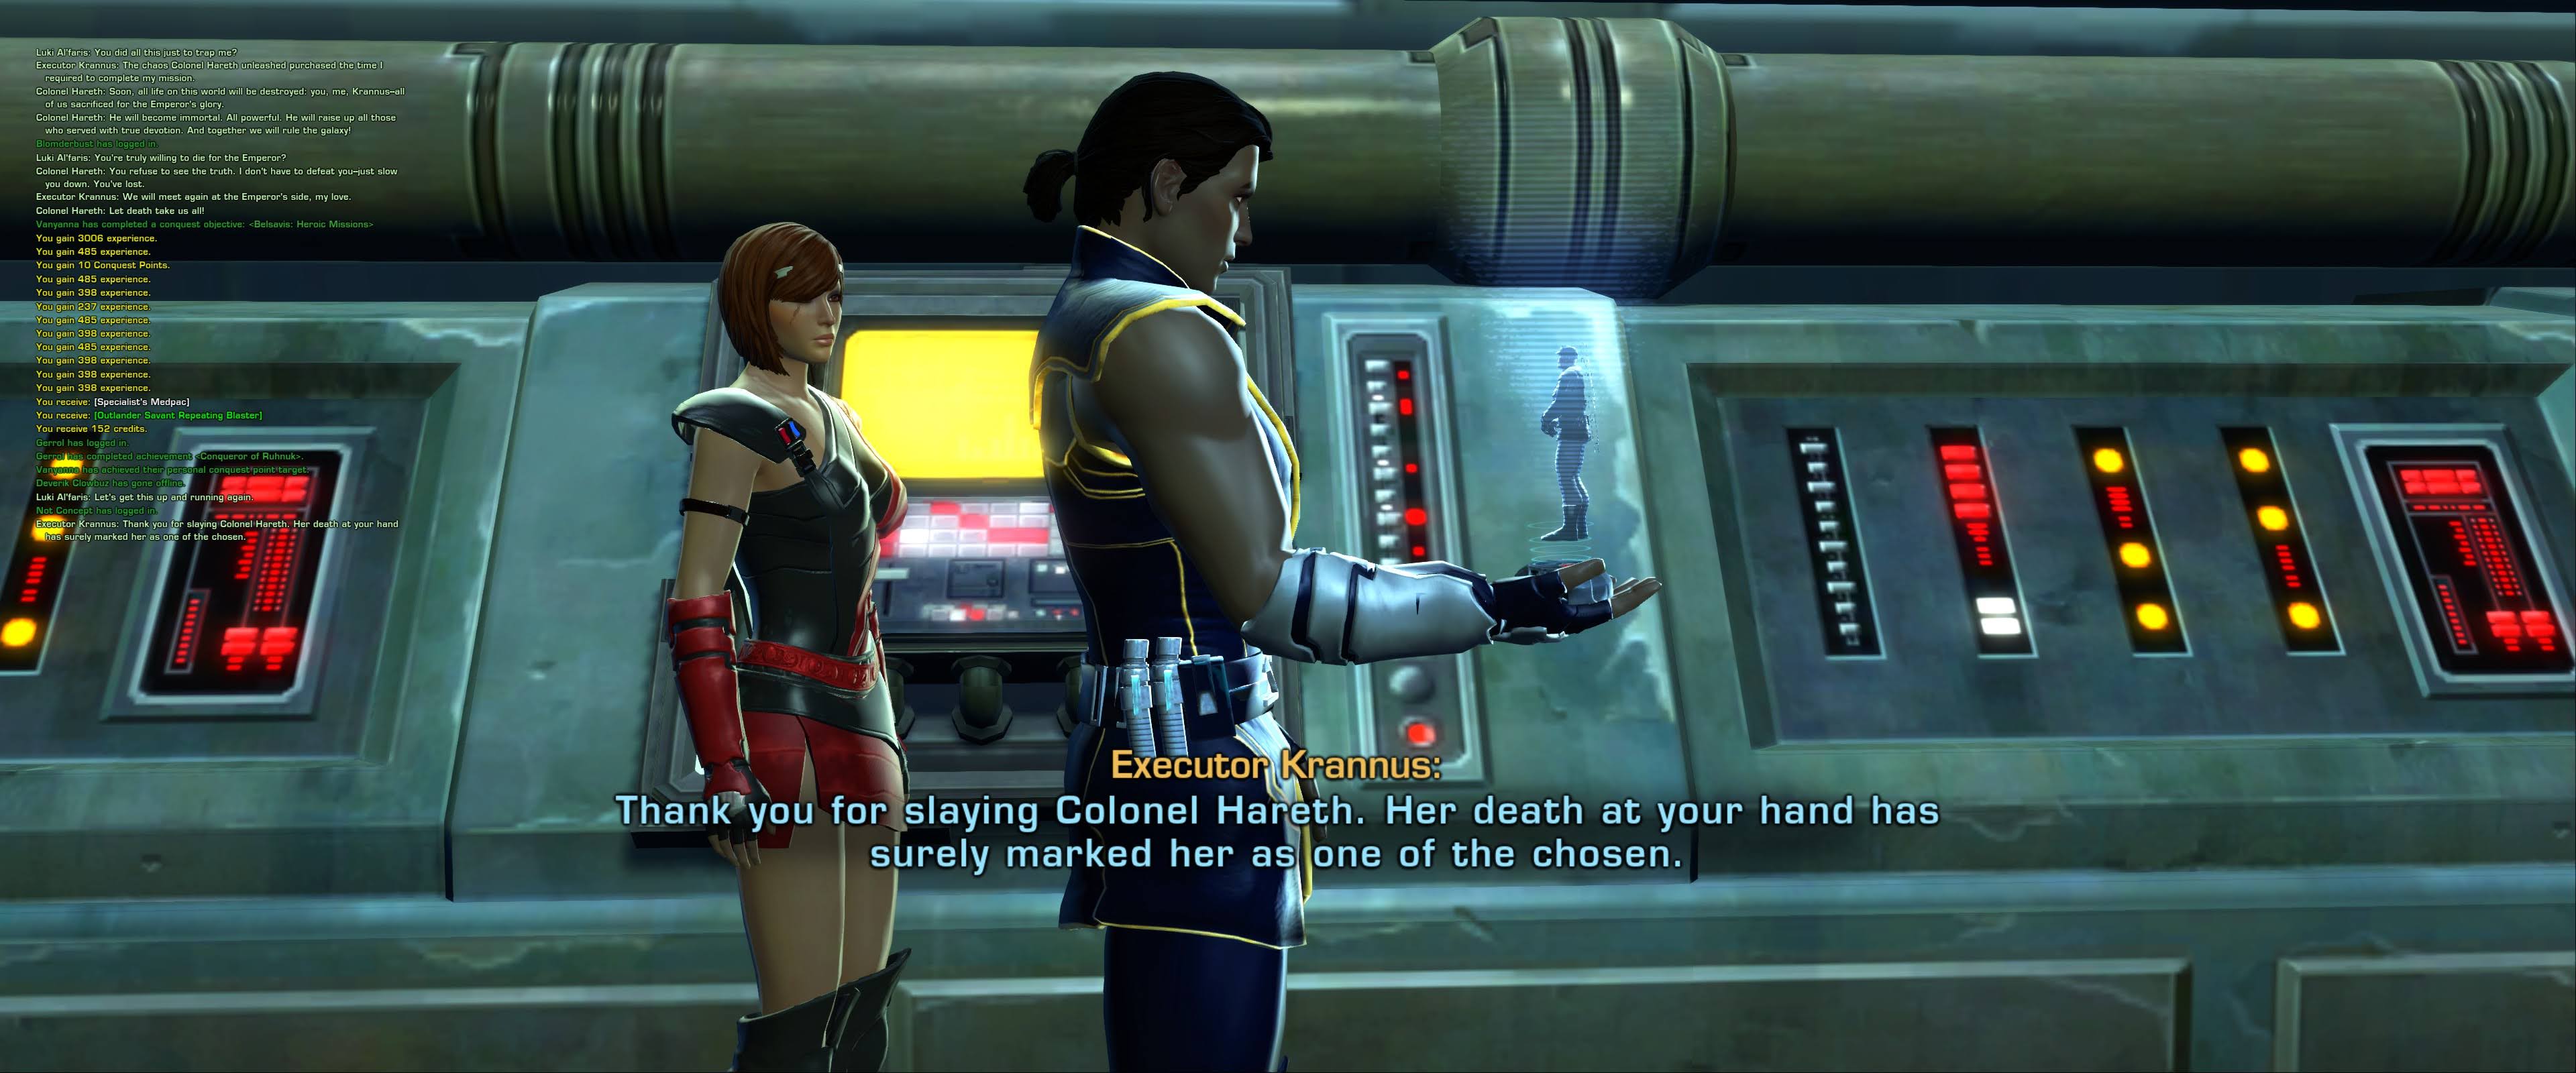 Luki Al'faris: You did all this just to trap me?
Executor Krannus: The chaos Colonel Hareth unleashed purchased the time I
required to complete my mission.
Colonel Hareth: Soon, all life on this world will be destroyed: you, me, Krannus—all
of us sacrificed for the Emperor's glory.
Colonel Hareth: He will become immortal. All powerful. He will raise up all those
who served with true devotion. And together we will rule the galaxy!
Blomderbust has logged in.
Luki Al'faris: You're truly willing to die for the Emperor?
Colonel Hareth: You refuse to see the truth. I don't have to defeat you—just slow
you down. You've lost.
Executor Krannus: We will meet again at the Emperor's side, my love.
Colonel Hareth: Let death take us all!
Vanyanna has completed a conquest objective: <Belsavis: Heroic Missions>
You gain 3006 experience.
You gain 485 experience.
You gain 10 Conquest Points.
You gain 485 experience.
You gain 398 experience.
You gain 237 experience.
You gain 485 experience.
You gain 398 experience.
You gain 485 experience.
You gain 398 experience.
You gain 398 experience.
You gain 398 experience.
You receive: [Specialist's Medpac]
You receive: [Outlander Savant Repeating Blaster]
You receive 152 credits.
Gerrol has logged in.
Gerrol has completed achievement <Conqueror of Ruhnuk>.
Vanyanna has achieved their personal conquest point target.
Deverik Clowbuz has gone offline.
Luki Al'faris: Let's get this up and running again.
Not Concept has logged in.
Executor Krannus: Thank you for slaying Colonel Hareth. Her death at your hand
has surely marked her as one of the chosen.
Executor Krannus:
Thank you for slaying Colonel Hareth. Her death at your hand has
surely marked her as one of the chosen.